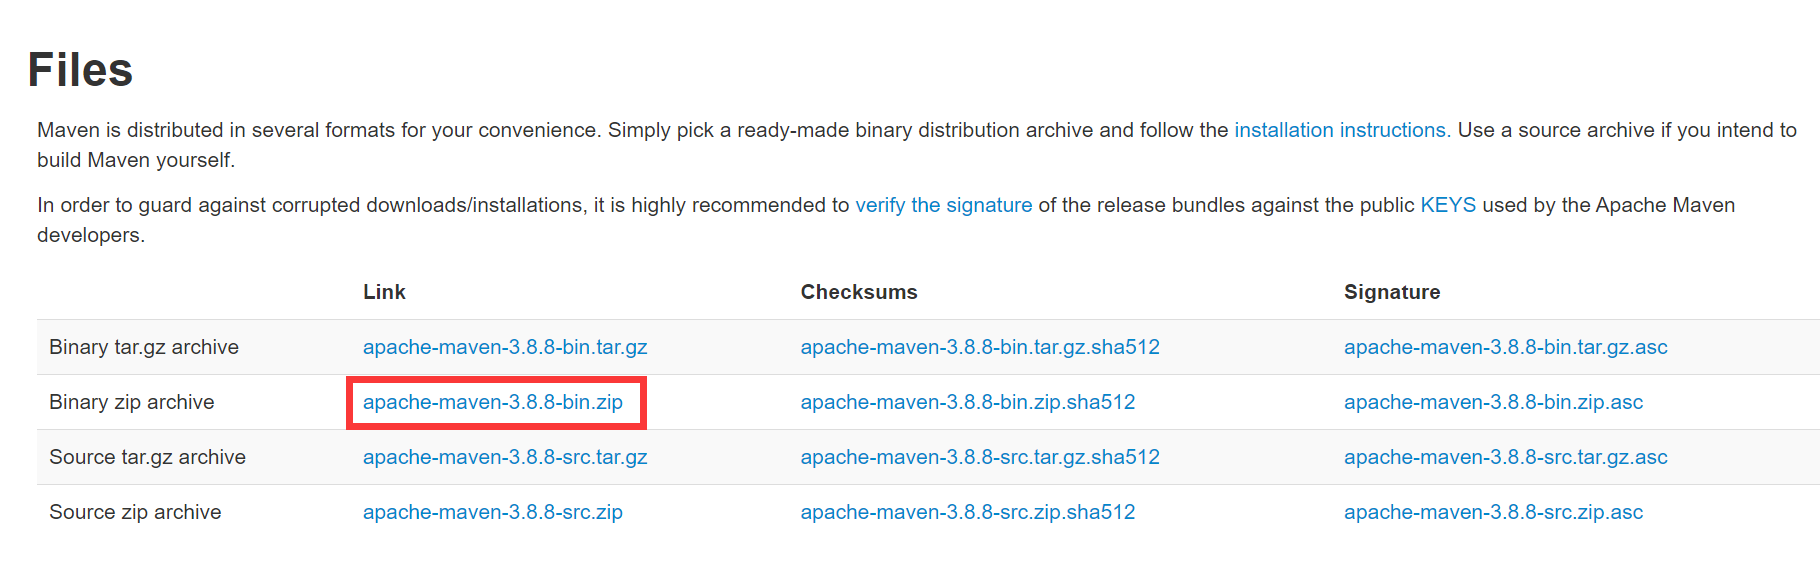 Files
Maven is distributed in several formats for your convenience. Simply pick a ready-made binary distribution archive and follow the installation instructions. Use a source archive if you intend to
build Maven yourself.
In order to guard against corrupted downloads/installations, it is highly recommended to verify the signature of the release bundles against the public KEYS used by the Apache Maven
developers.
Link Checksums Signature
Binary tar.gz archive apache-maven-3.8.8-bin.tar.gz apache-maven-3.8.8-bin.tar.gz.sha512 apache-maven-3.8.8-bin.tar.gz.asc
Binary zip archive apache-maven-3.8.8-bin.zip apache-maven-3.8.8-bin.zip.sha512 apache-maven-3.8.8-bin.zip.asc
Source tar.gz archive apache-maven-3.8.8-src.tar.gz apache-maven-3.8.8-src.tar.gz.sha512 apache-maven-3.8.8-src.tar.gz.asc
Source zip archive apache-maven-3.8.8-src.zip apache-maven-3.8.8-src.zip.sha512 apache-maven-3.8.8-src.zip.asc